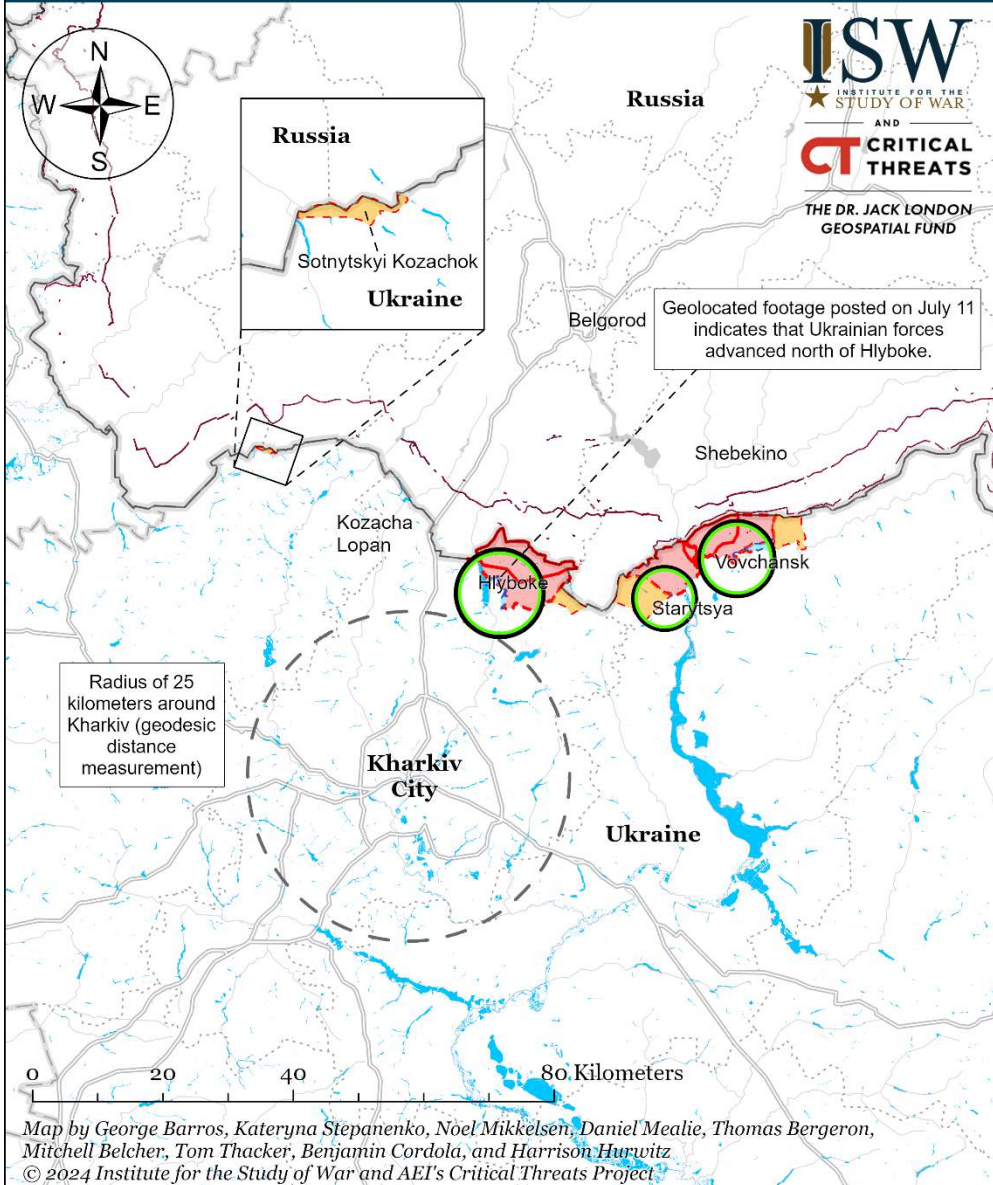 N
W
E
S
ISW
INSTITUTE FOR THE
STUDY OF WAR
AND
CT CRITICAL
THREATS
THE DR. JACK LONDON
GEOSPATIAL FUND
Russia
Russia
Sotnytskyi Kozachok
Ukraine
Belgorod
Geolocated footage posted on July 11
indicates that Ukrainian forces
advanced north of Hlyboke.
Shebekino
Kozacha
Lopan
Hlyboke
Vovchansk
Starytsya
Radius of 25
kilometers around
Kharkiv (geodesic
distance
measurement)
Kharkiv
City
Ukraine
0 20 40 80 Kilometers
Map by George Barros, Kateryna Stepanenko, Noel Mikkelsen, Daniel Mealie, Thomas Bergeron,
Mitchell Belcher, Tom Thacker, Benjamin Cordola, and Harrison Hurwitz
© 2024 Institute for the Study of War and AEI's Critical Threats Project